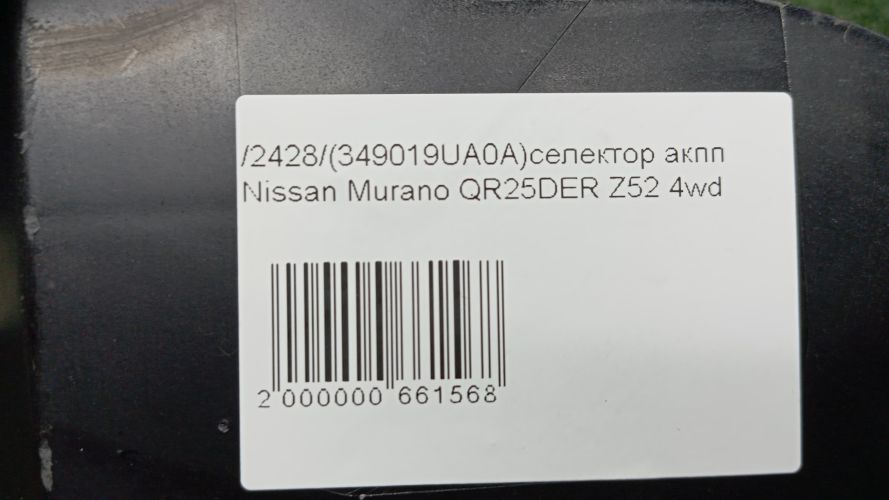 /2428/(349019UA0A)селектор акпп
Nissan Murano QR25DER Z52 4wd
2 000000 661568